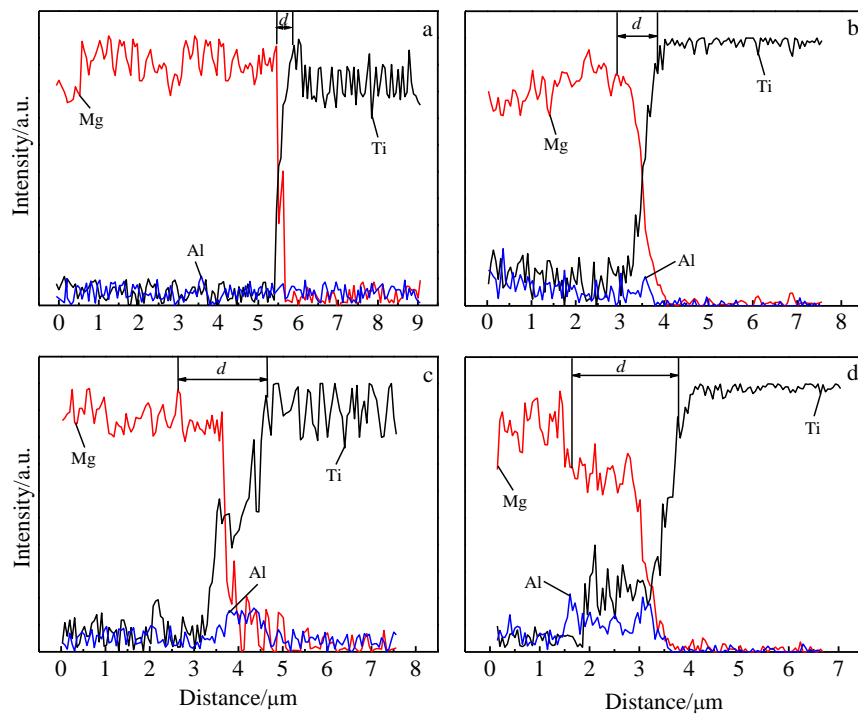 a
d
Mg
Ti
Al
Intensity/a.u.
0 1 2 3 4 5 6 7 8 9
b
d
Ti
Mg
Al
0 1 2 3 4 5 6 7 8
c
d
Mg
Ti
Al
Intensity/a.u.
0 1 2 3 4 5 6 7 8
Distance/μm
d
d
Ti
Mg
Al
0 1 2 3 4 5 6 7
Distance/μm